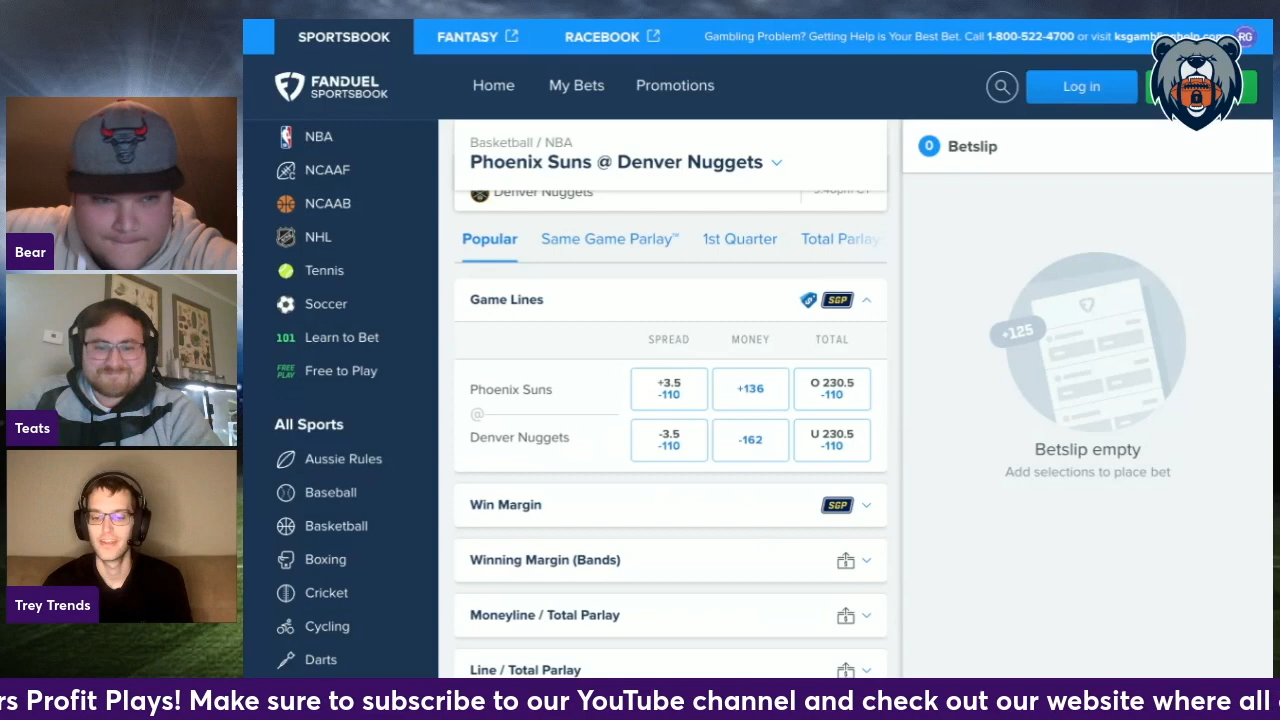 SPORTSBOOK
FANTASY
RACEBOOK
Gambling Problem? Getting Help is Your Best Bet. Call 1-800-522-4700 or visit ksgamblinghelp.com
RG
FANDUEL
SPORTSBOOK
Home
My Bets
Promotions
Log in
NBA
NCAAF
NCAAB
NHL
Tennis
Soccer
101 Learn to Bet
FREE PLAY Free to Play
All Sports
Aussie Rules
Baseball
Basketball
Boxing
Cricket
Cycling
Darts
Basketball / NBA
Phoenix Suns @ Denver Nuggets
Denver Nuggets
Popular
Same Game Parlay™
1st Quarter
Total Parlay
Game Lines
SGP
SPREAD MONEY TOTAL
Phoenix Suns
+3.5
-110
+136
O 230.5
-110
@
Denver Nuggets
-3.5
-110
-162
U 230.5
-110
Win Margin
SGP
Winning Margin (Bands)
Moneyline / Total Parlay
Line / Total Parlay
0 Betslip
+125
Betslip empty
Add selections to place bet
Bear
Teats
Trey Trends
rs Profit Plays! Make sure to subscribe to our YouTube channel and check out our website where all